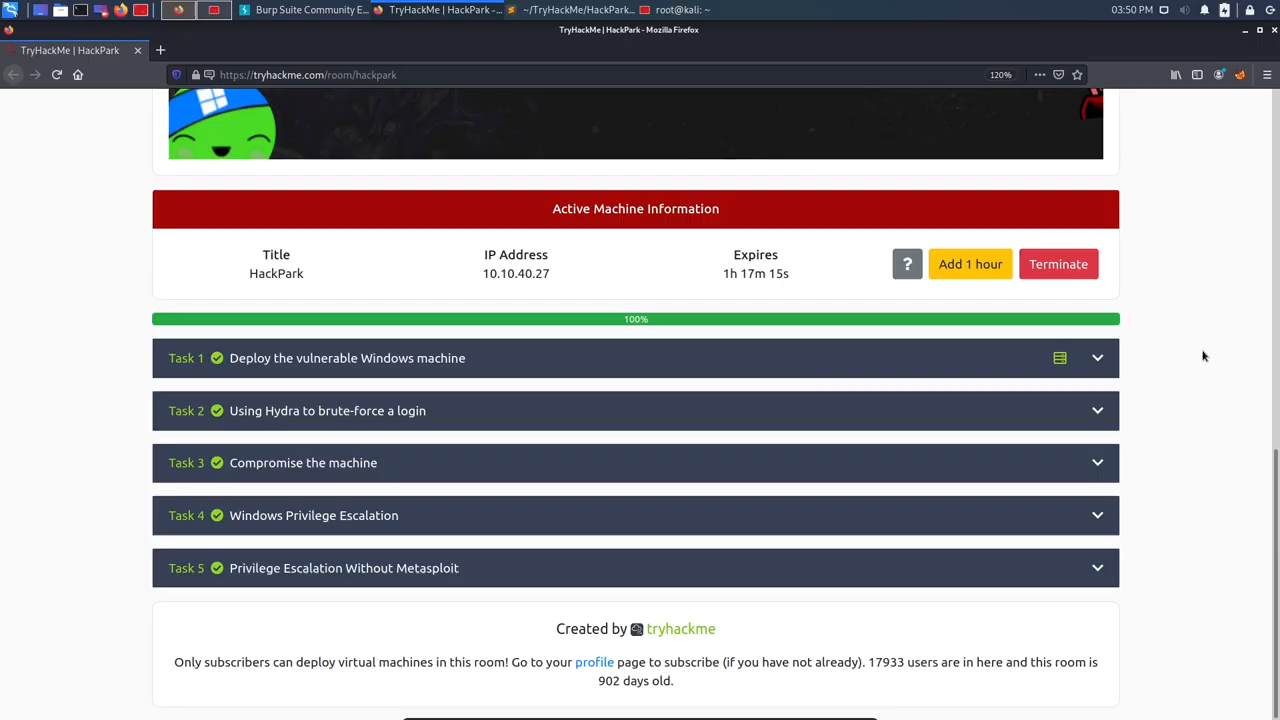 Burp Suite Community E...
TryHackMe | HackPark -...
~/TryHackMe/HackPark...
root@kali: ~
03:50 PM
TryHackMe | HackPark - Mozilla Firefox
TryHackMe | HackPark
https://tryhackme.com/room/hackpark
120%
Active Machine Information
Title
IP Address
Expires
HackPark
10.10.40.27
1h 17m 15s
?
Add 1 hour
Terminate
100%
Task 1 Deploy the vulnerable Windows machine
Task 2 Using Hydra to brute-force a login
Task 3 Compromise the machine
Task 4 Windows Privilege Escalation
Task 5 Privilege Escalation Without Metasploit
Created by tryhackme
Only subscribers can deploy virtual machines in this room! Go to your profile page to subscribe (if you have not already). 17933 users are in here and this room is
902 days old.